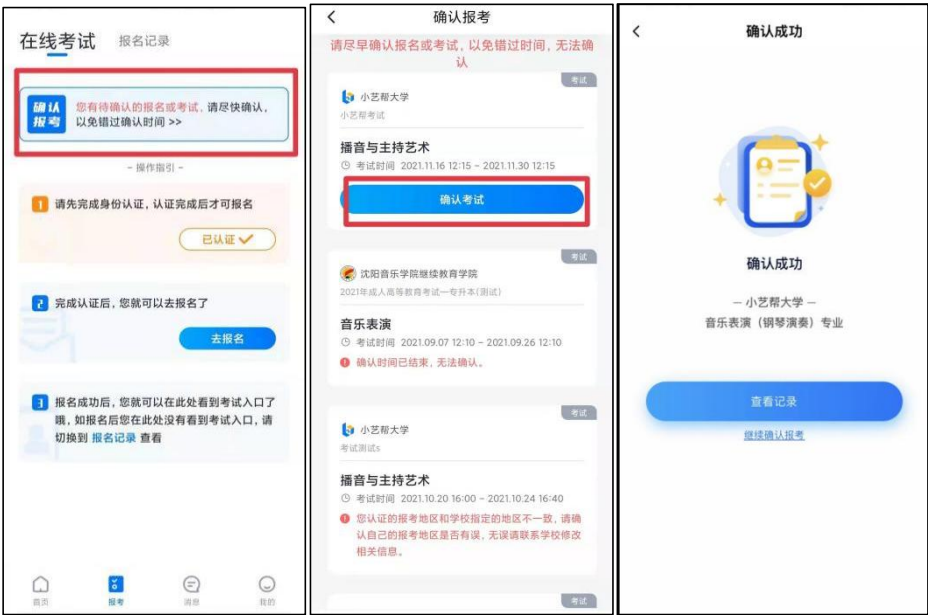 在线考试 报名记录
确认
报考
您有待确认的报名或考试，请尽快确认，
以免错过确认时间 >>
- 操作指引 -
1 请先完成身份认证，认证完成后才可报名
已认证
2 完成认证后，您就可以去报名了
去报名
3 报名成功后，您就可以在此处看到考试入口了
哦，如报名后您在此处没有看到考试入口，请
切换到 报名记录 查看
首页 报考 消息 我的
确认报考
请尽早确认报名或考试，以免错过时间，无法确
认
考试
小艺帮大学
小艺帮考试
播音与主持艺术
考试时间 2021.11.16 12:15 - 2021.11.30 12:15
确认考试
考试
沈阳音乐学院继续教育学院
2021年成人高等教育考试—专升本(测试)
音乐表演
考试时间 2021.09.07 12:10 - 2021.09.26 12:10
确认时间已结束，无法确认。
考试
小艺帮大学
考试测试s
播音与主持艺术
考试时间 2021.10.20 16:00 - 2021.10.24 16:40
您认证的报考地区和学校指定的地区不一致，请确
认自己的报考地区是否有误，无误请联系学校修改
相关信息。
考试
确认成功
确认成功
— 小艺帮大学 —
音乐表演（钢琴演奏）专业
查看记录
继续确认报考